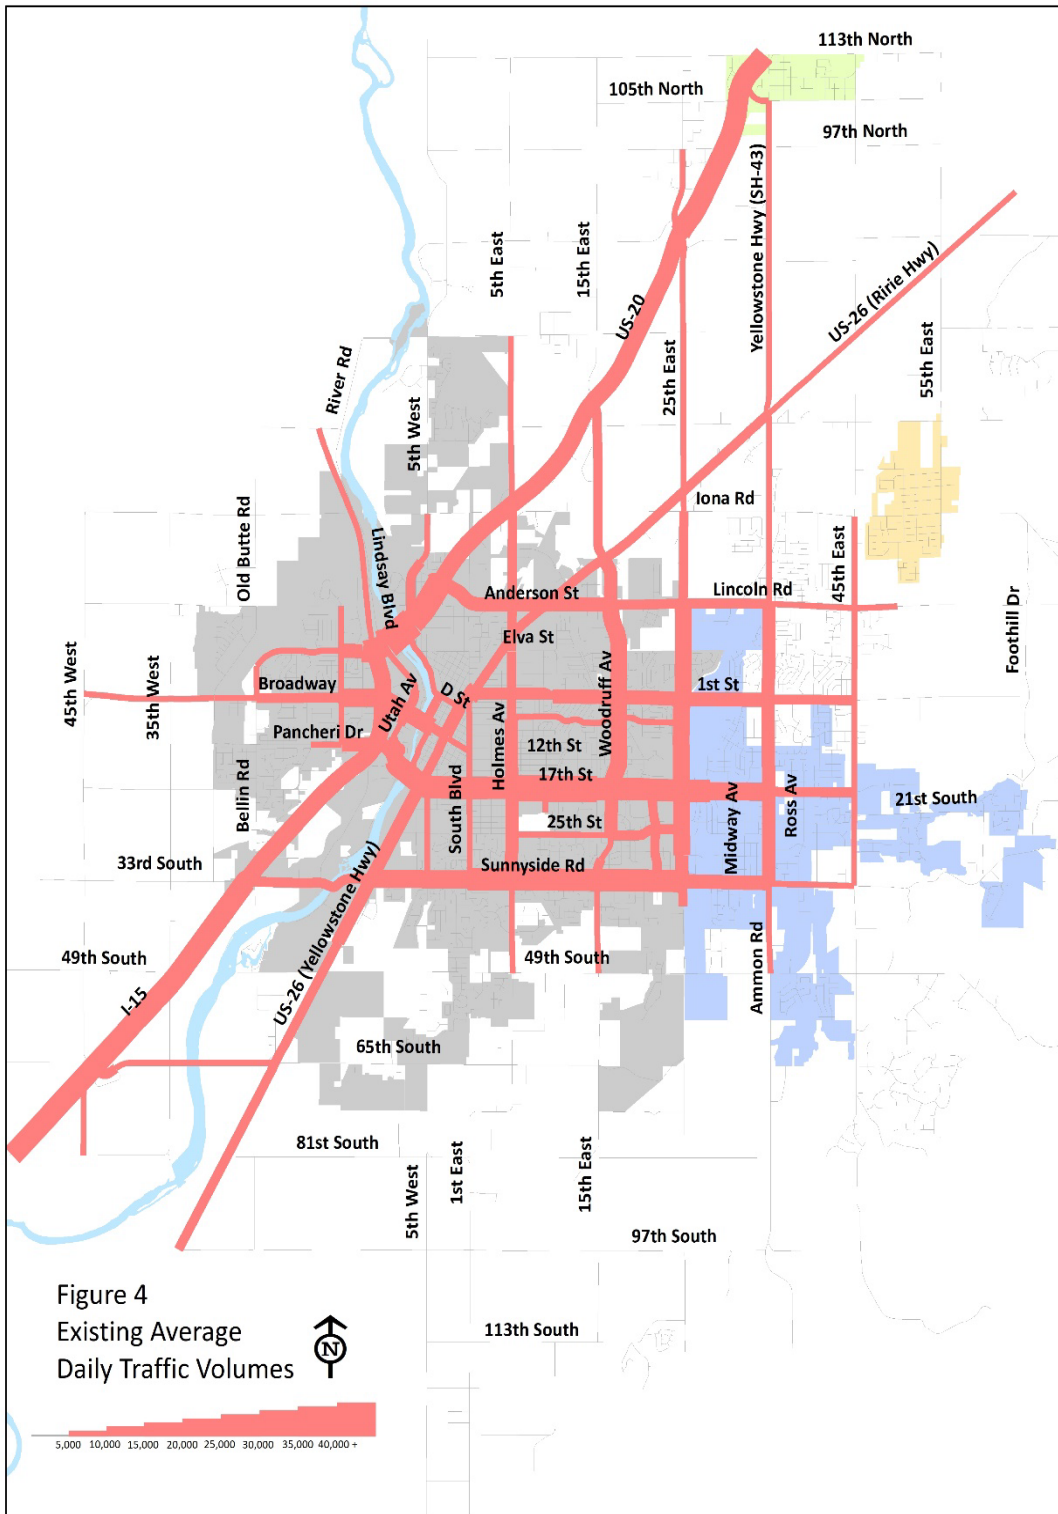 113th North
105th North
97th North
Yellowstone Hwy (SH-43)
5th East
15th East
US-26 (Ririe Hwy)
US-20
25th East
55th East
River Rd
5th West
Iona Rd
Old Butte Rd
Lindsay Blvd
45th East
Anderson St
Lincoln Rd
Foothill Dr
Elva St
45th West
35th West
Broadway
Utah Av
D St
Holmes Av
Woodruff Av
1st St
Pancheri Dr
12th St
17th St
Bellin Rd
South Blvd
25th St
Midway Av
Ross Av
21st South
33rd South
Sunnyside Rd
US-26 (Yellowstone Hwy)
49th South
49th South
Ammon Rd
I-15
65th South
81st South
5th West
1st East
15th East
97th South
113th South
Figure 4
Existing Average
Daily Traffic Volumes
N
5,000 10,000 15,000 20,000 25,000 30,000 35,000 40,000 +